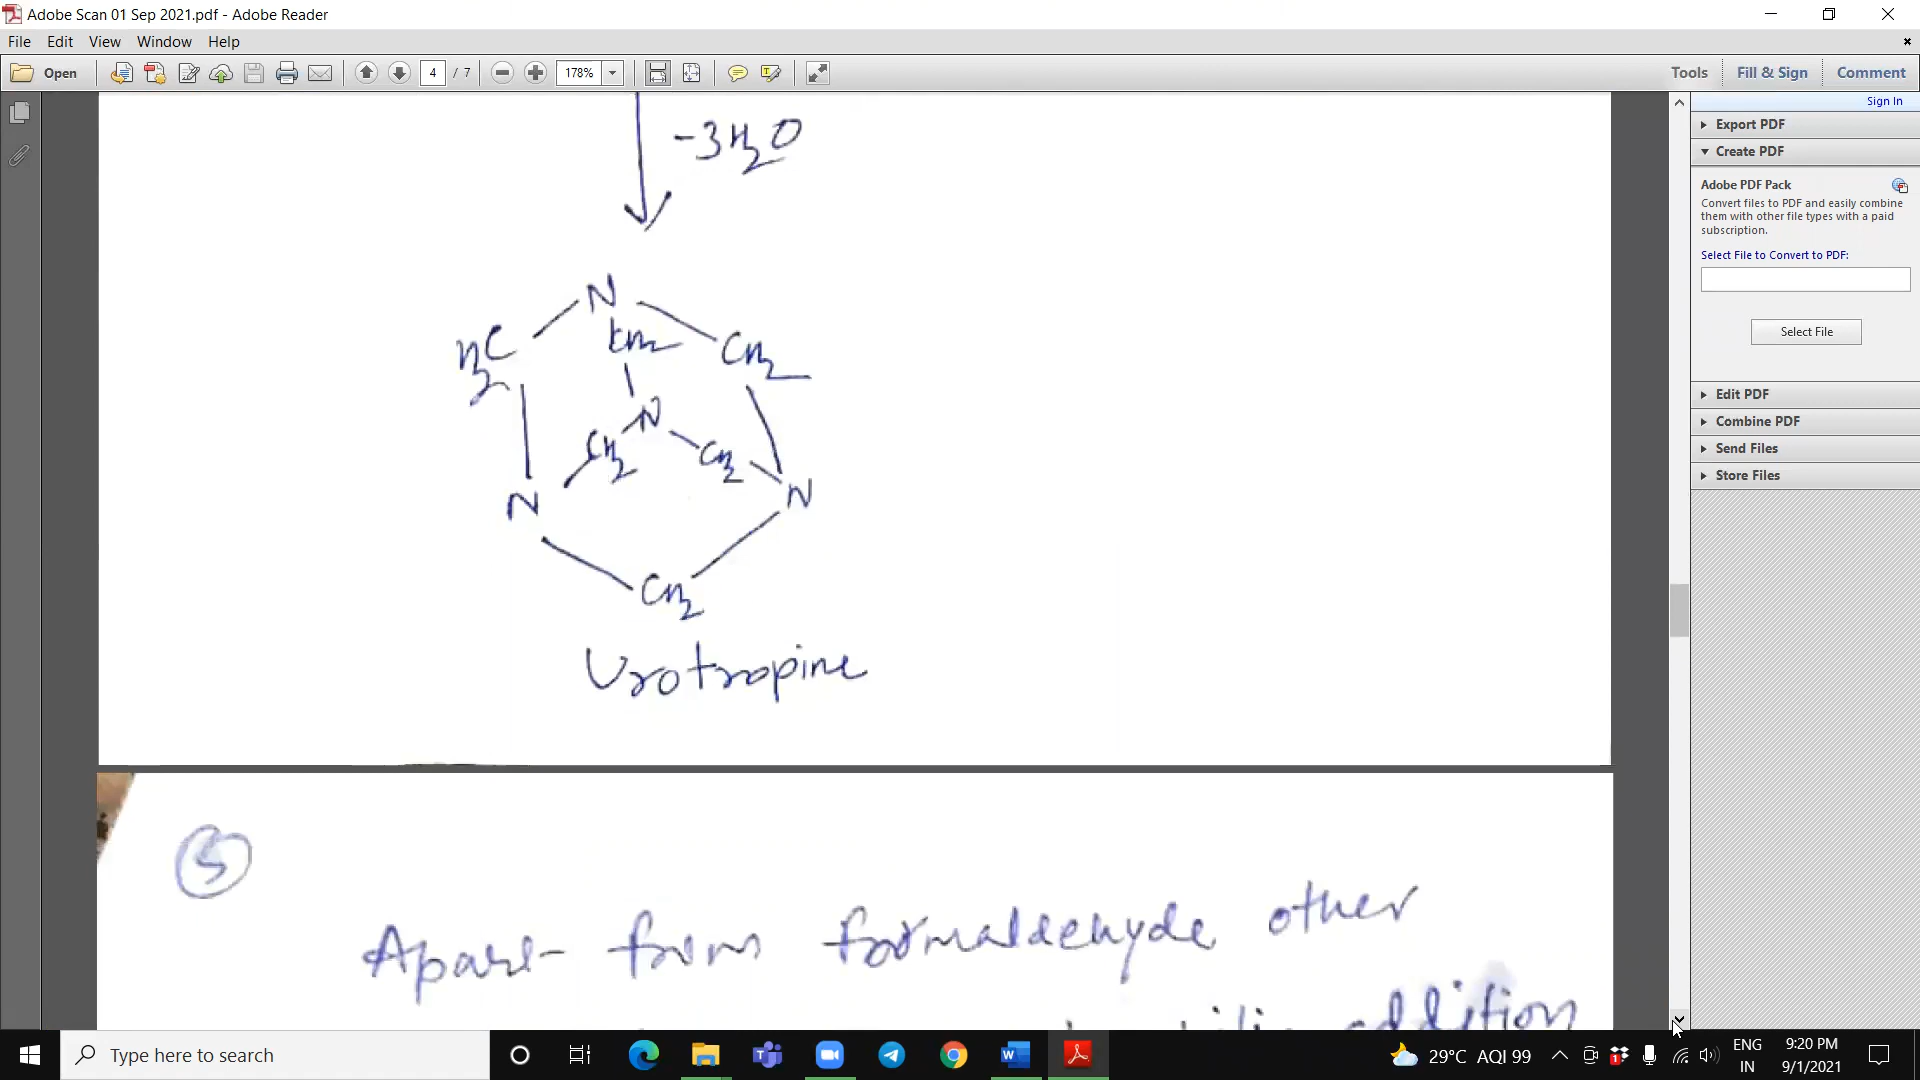 Adobe Scan 01 Sep 2021.pdf - Adobe Reader
File Edit View Window Help
Open 4 / 7 178% Tools Fill & Sign Comment
Sign In
Export PDF
Create PDF
Adobe PDF Pack
Convert files to PDF and easily combine
them with other file types with a paid
subscription.
Select File to Convert to PDF:
Select File
Edit PDF
Combine PDF
Send Files
Store Files
-3H2O
N
H2C CH2 CH2
N
CH2 CH2
N N
CH2
Urotropine
5
Apart from formaldehyde other
addition
Type here to search
29°C AQI 99
ENG
IN
9:20 PM
9/1/2021